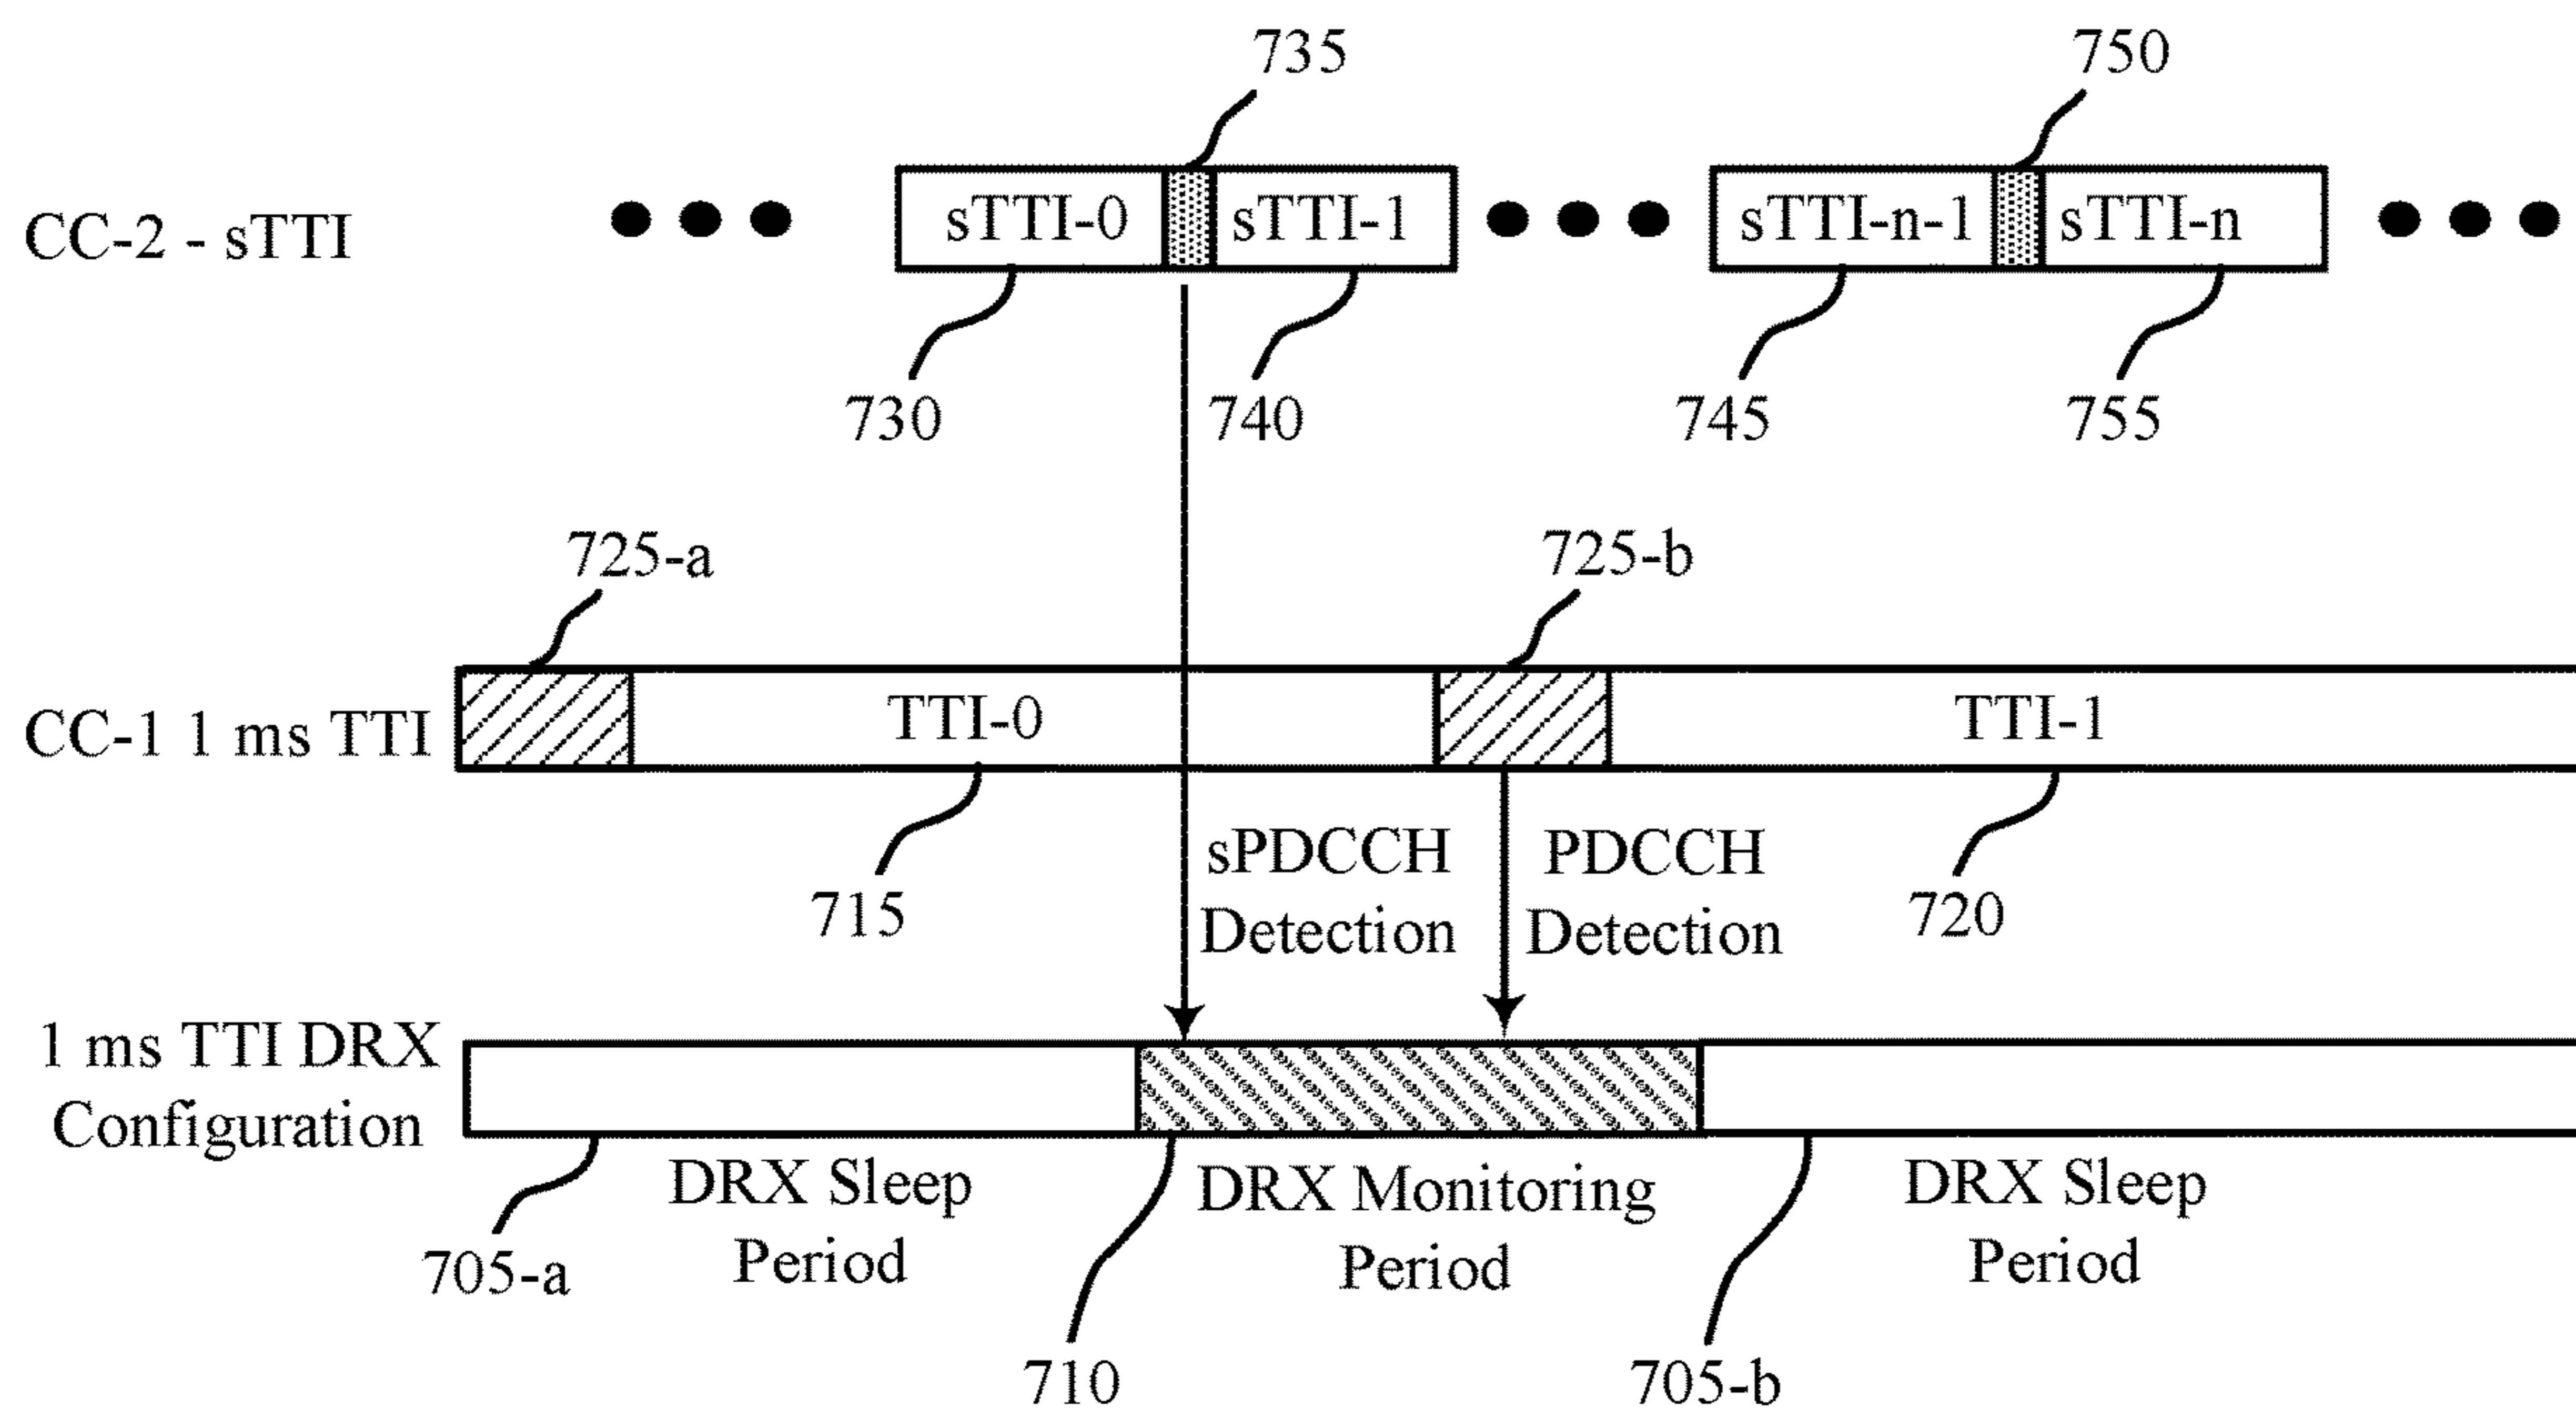 735 750
CC-2 - sTTI
sTTI-0 sTTI-1 sTTI-n-1 sTTI-n
730 740 745 755
725-a 725-b
CC-1 1 ms TTI
TTI-0 TTI-1
715 720
sPDCCH
Detection
PDCCH
Detection
1 ms TTI DRX
Configuration
DRX Sleep
Period
DRX Monitoring
Period
DRX Sleep
Period
705-a 710 705-b